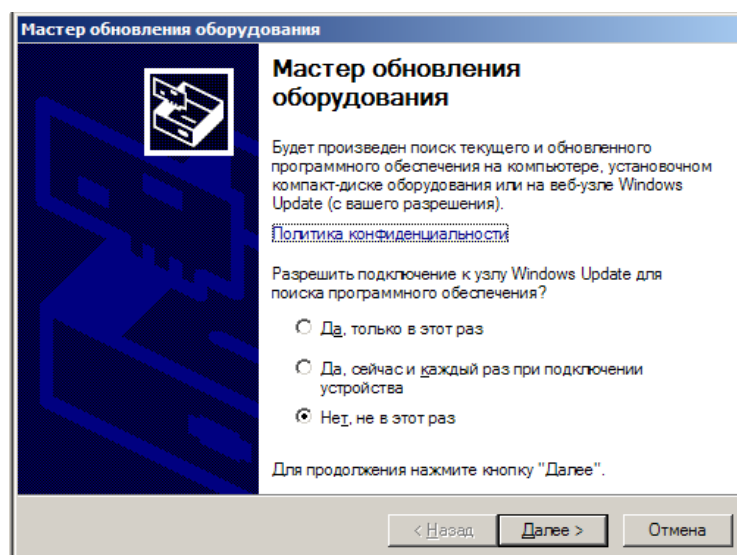 Мастер обновления оборудования
Мастер обновления
оборудования
Будет произведен поиск текущего и обновленного
программного обеспечения на компьютере, установочном
компакт-диске оборудования или на веб-узле Windows
Update (с вашего разрешения).
Политика конфиденциальности
Разрешить подключение к узлу Windows Update для
поиска программного обеспечения?
Да, только в этот раз
Да, сейчас и каждый раз при подключении
устройства
Нет, не в этот раз
Для продолжения нажмите кнопку "Далее".
< Назад Далее > Отмена